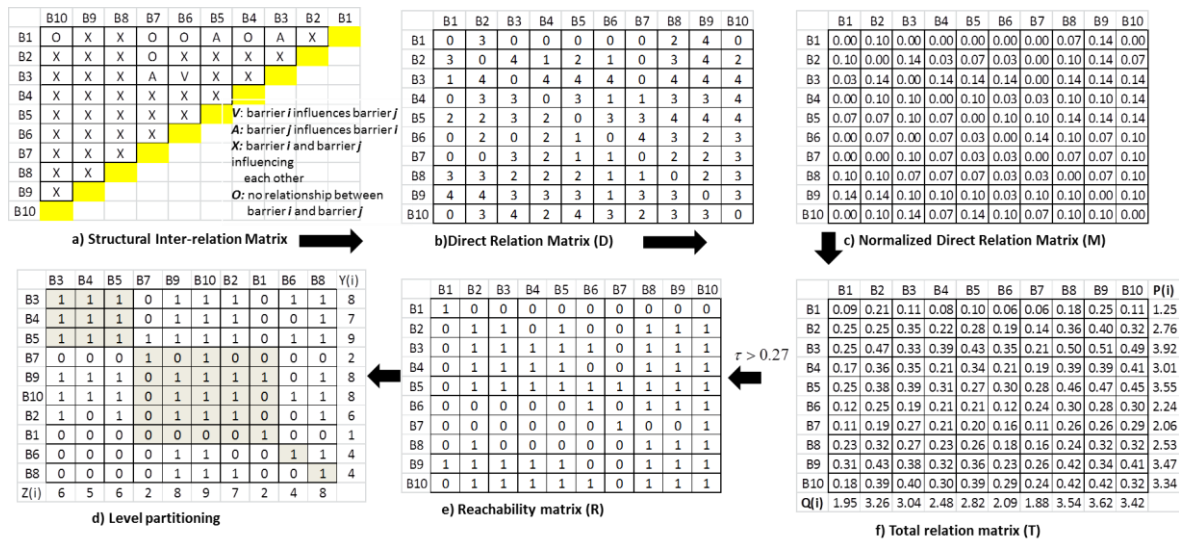 B10 B9 B8 B7 B6 B5 B4 B3 B2 B1
B1 O X X O O A O A X
B2 X X X O X X X X
B3 X X X A V X X
B4 X X X X X X
B5 X X X X X
B6 X X X X
B7 X X X
B8 X X
B9 X
B10
V: barrier i influences barrier j
A: barrier j influences barrier i
X: barrier i and barrier j
influencing
each other
O: no relationship between
barrier i and barrier j
a) Structural Inter-relation Matrix
B1 B2 B3 B4 B5 B6 B7 B8 B9 B10
B1 0 3 0 0 0 0 0 2 4 0
B2 3 0 4 1 2 1 0 3 4 2
B3 1 4 0 4 4 4 0 4 4 4
B4 0 3 3 0 3 1 1 3 3 4
B5 2 2 3 2 0 3 3 4 4 4
B6 0 2 0 2 1 0 4 3 2 3
B7 0 0 3 2 1 1 0 2 2 3
B8 3 3 2 2 2 1 1 0 2 3
B9 4 4 3 3 3 1 3 3 0 3
B10 0 3 4 2 4 3 2 3 3 0
b)Direct Relation Matrix (D)
B1 B2 B3 B4 B5 B6 B7 B8 B9 B10
B1 0.00 0.10 0.00 0.00 0.00 0.00 0.00 0.07 0.14 0.00
B2 0.10 0.00 0.14 0.03 0.07 0.03 0.00 0.10 0.14 0.07
B3 0.03 0.14 0.00 0.14 0.14 0.14 0.00 0.14 0.14 0.14
B4 0.00 0.10 0.10 0.00 0.10 0.03 0.03 0.10 0.10 0.14
B5 0.07 0.07 0.10 0.07 0.00 0.10 0.10 0.14 0.14 0.14
B6 0.00 0.07 0.00 0.07 0.03 0.00 0.14 0.10 0.07 0.10
B7 0.00 0.00 0.10 0.07 0.03 0.03 0.00 0.07 0.07 0.10
B8 0.10 0.10 0.07 0.07 0.07 0.03 0.03 0.00 0.07 0.10
B9 0.14 0.14 0.10 0.10 0.10 0.03 0.10 0.10 0.00 0.10
B10 0.00 0.10 0.14 0.07 0.14 0.10 0.07 0.10 0.10 0.00
c) Normalized Direct Relation Matrix (M)
B3 B4 B5 B7 B9 B10 B2 B1 B6 B8 Y(i)
B3 1 1 1 0 1 1 1 0 1 1 8
B4 1 1 1 0 1 1 1 0 0 1 7
B5 1 1 1 1 1 1 1 0 1 1 9
B7 0 0 0 1 0 1 0 0 0 0 2
B9 1 1 1 0 1 1 1 1 0 1 8
B10 1 1 1 0 1 1 1 0 1 1 8
B2 1 0 1 0 1 1 1 0 0 1 6
B1 0 0 0 0 0 0 0 1 0 0 1
B6 0 0 0 0 1 1 0 0 1 1 4
B8 0 0 0 0 1 1 1 0 0 1 4
Z(i) 6 5 6 2 8 9 7 2 4 8
d) Level partitioning
B1 B2 B3 B4 B5 B6 B7 B8 B9 B10
B1 1 0 0 0 0 0 0 0 0 0
B2 0 1 1 0 1 0 0 1 1 1
B3 0 1 1 1 1 1 0 1 1 1
B4 0 1 1 1 1 0 0 1 1 1
B5 0 1 1 1 1 1 1 1 1 1
B6 0 0 0 0 0 1 0 1 1 1
B7 0 0 0 0 0 0 1 0 0 1
B8 0 1 0 0 0 0 0 1 1 1
B9 1 1 1 1 1 0 0 1 1 1
B10 0 1 1 1 1 1 0 1 1 1
e) Reachability matrix (R)
τ > 0.27
B1 B2 B3 B4 B5 B6 B7 B8 B9 B10 P(i)
B1 0.09 0.21 0.11 0.08 0.10 0.06 0.06 0.18 0.25 0.11 1.25
B2 0.25 0.25 0.35 0.22 0.28 0.19 0.14 0.36 0.40 0.32 2.76
B3 0.25 0.47 0.33 0.39 0.43 0.35 0.21 0.50 0.51 0.49 3.92
B4 0.17 0.36 0.35 0.21 0.34 0.21 0.19 0.39 0.39 0.41 3.01
B5 0.25 0.38 0.39 0.31 0.27 0.30 0.28 0.46 0.47 0.45 3.55
B6 0.12 0.25 0.19 0.21 0.21 0.12 0.24 0.30 0.28 0.30 2.24
B7 0.11 0.19 0.27 0.21 0.20 0.16 0.11 0.26 0.26 0.29 2.06
B8 0.23 0.32 0.27 0.23 0.26 0.18 0.16 0.24 0.32 0.32 2.53
B9 0.31 0.43 0.38 0.32 0.36 0.23 0.26 0.42 0.34 0.41 3.47
B10 0.18 0.39 0.40 0.30 0.39 0.29 0.24 0.42 0.42 0.32 3.34
Q(i) 1.95 3.26 3.04 2.48 2.82 2.09 1.88 3.54 3.62 3.42
f) Total relation matrix (T)